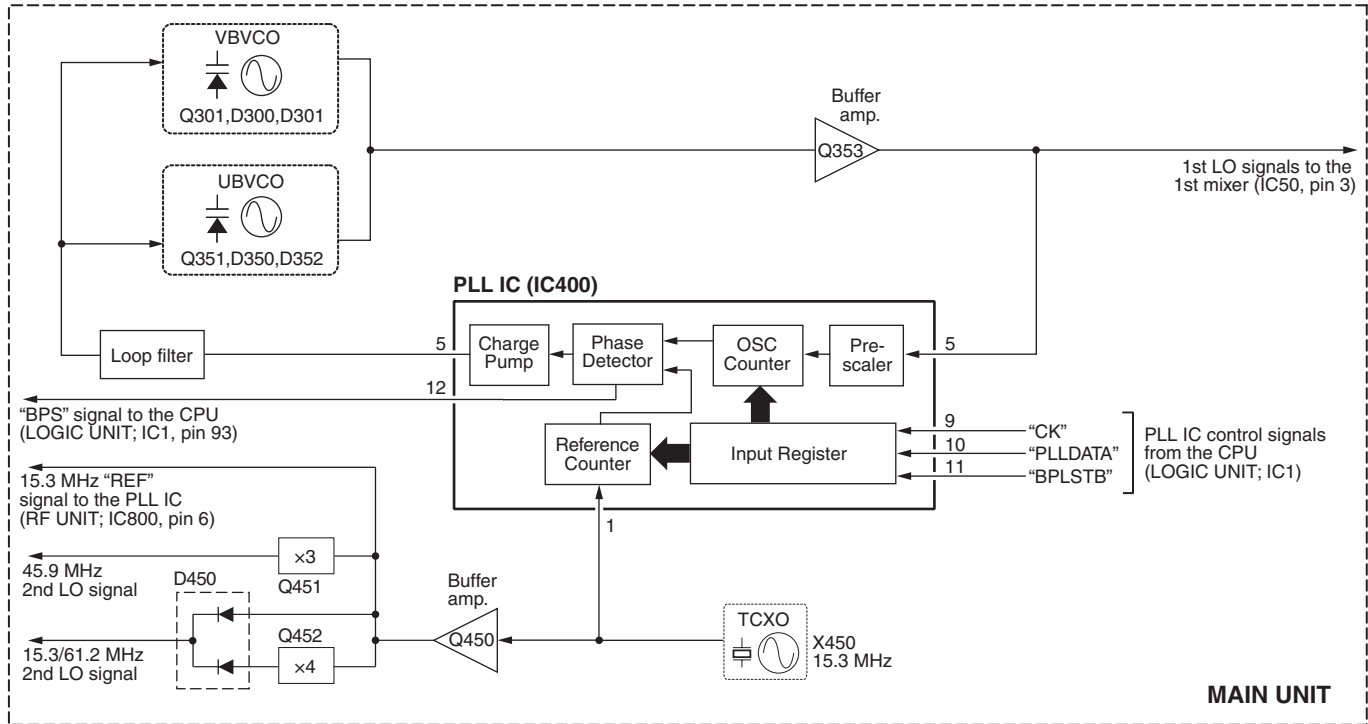 VBVCO
Q301,D300,D301
UBVCO
Q351,D350,D352
Buffer
amp.
Q353
1st LO signals to the
1st mixer (IC50, pin 3)
PLL IC (IC400)
Loop filter
5
Charge
Pump
Phase
Detector
OSC
Counter
Pre-
scaler
5
12
"BPS" signal to the CPU
(LOGIC UNIT; IC1, pin 93)
Reference
Counter
Input Register
9
10
11
"CK"
"PLLDATA"
"BPLSTB"
PLL IC control signals
from the CPU
(LOGIC UNIT; IC1)
1
15.3 MHz "REF"
signal to the PLL IC
(RF UNIT; IC800, pin 6)
×3
Q451
45.9 MHz
2nd LO signal
D450
Q452
×4
15.3/61.2 MHz
2nd LO signal
Buffer
amp.
Q450
TCXO
X450
15.3 MHz
MAIN UNIT